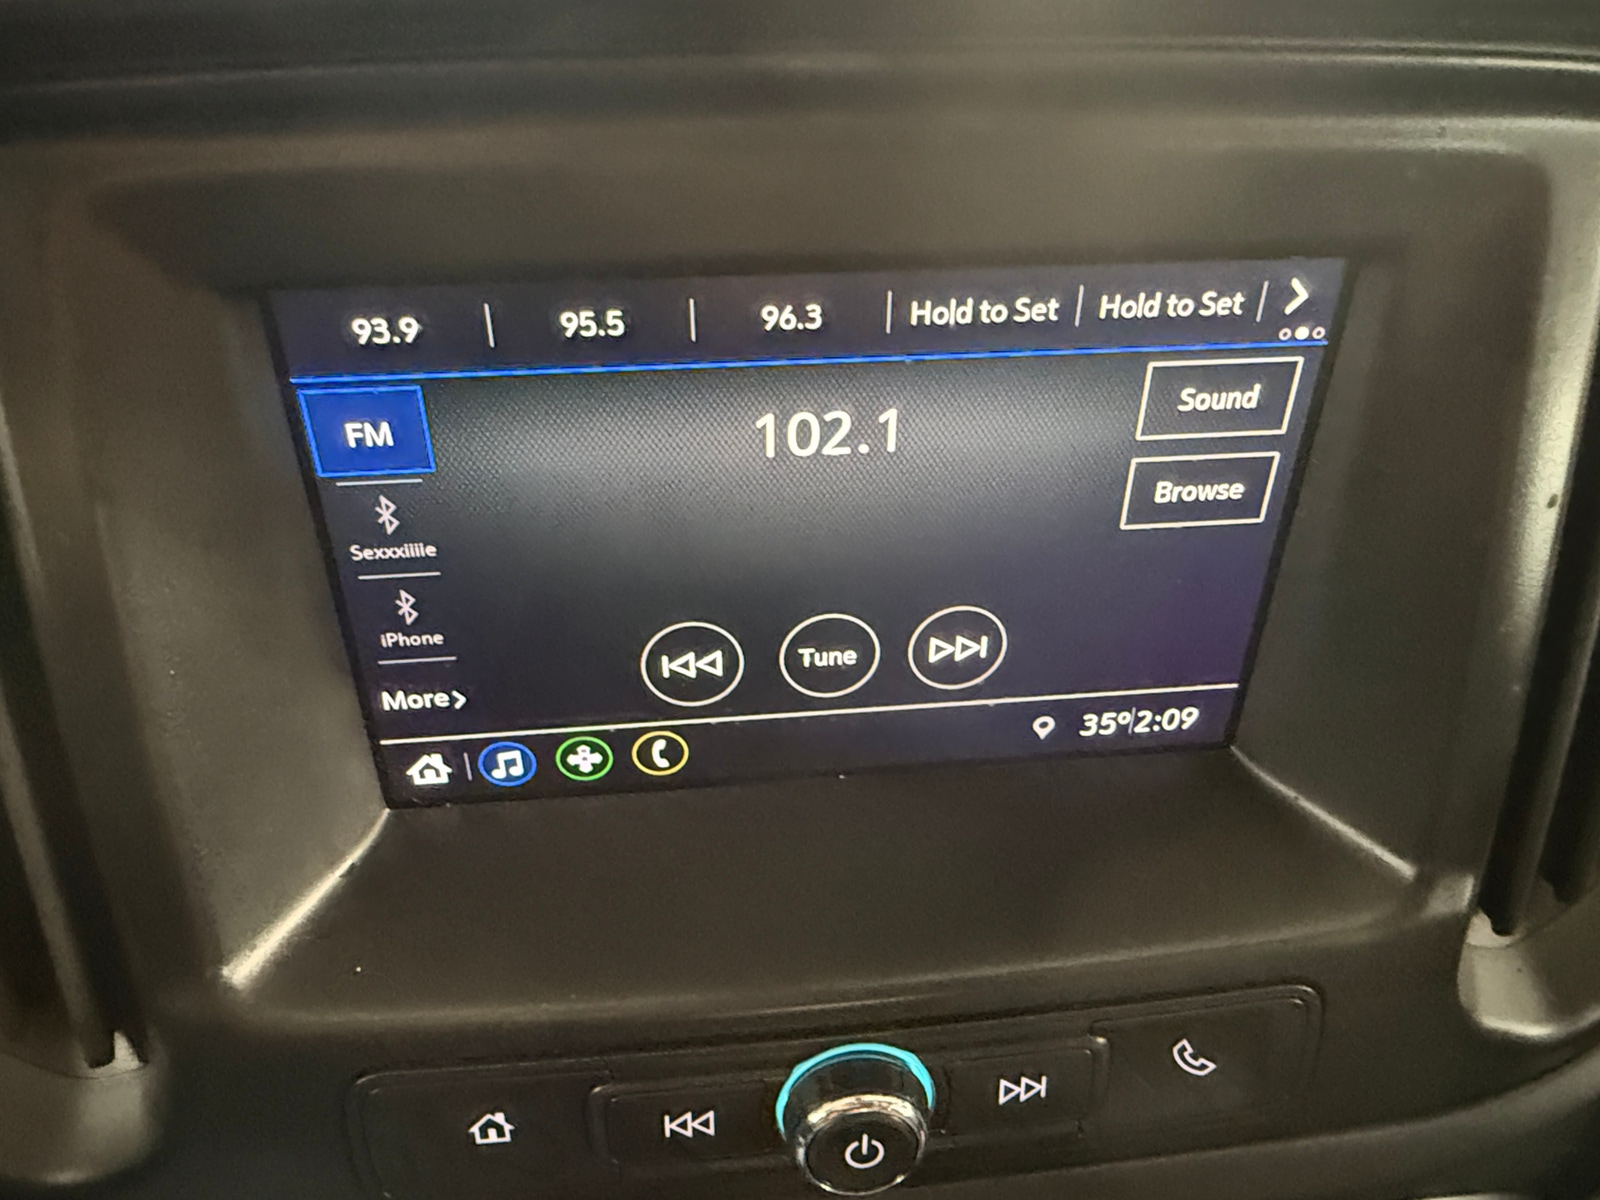 93.9 | 95.5 | 96.3 | Hold to Set | Hold to Set |
FM
102.1
Sound
Browse
Sexxxiiiie
iPhone
Tune
More>
35°|2:09